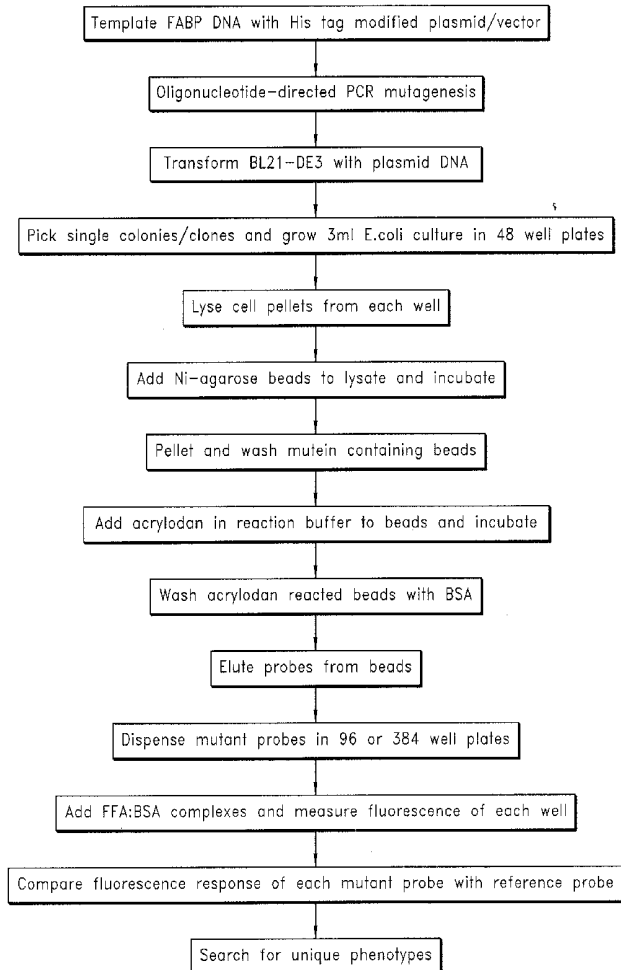 Template FABP DNA with His tag modified plasmid/vector
Oligonucleotide-directed PCR mutagenesis
Transform BL21-DE3 with plasmid DNA
Pick single colonies/clones and grow 3ml E.coli culture in 48 well plates
Lyse cell pellets from each well
Add Ni-agarose beads to lysate and incubate
Pellet and wash mutein containing beads
Add acrylodan in reaction buffer to beads and incubate
Wash acrylodan reacted beads with BSA
Elute probes from beads
Dispense mutant probes in 96 or 384 well plates
Add FFA:BSA complexes and measure fluorescence of each well
Compare fluorescence response of each mutant probe with reference probe
Search for unique phenotypes